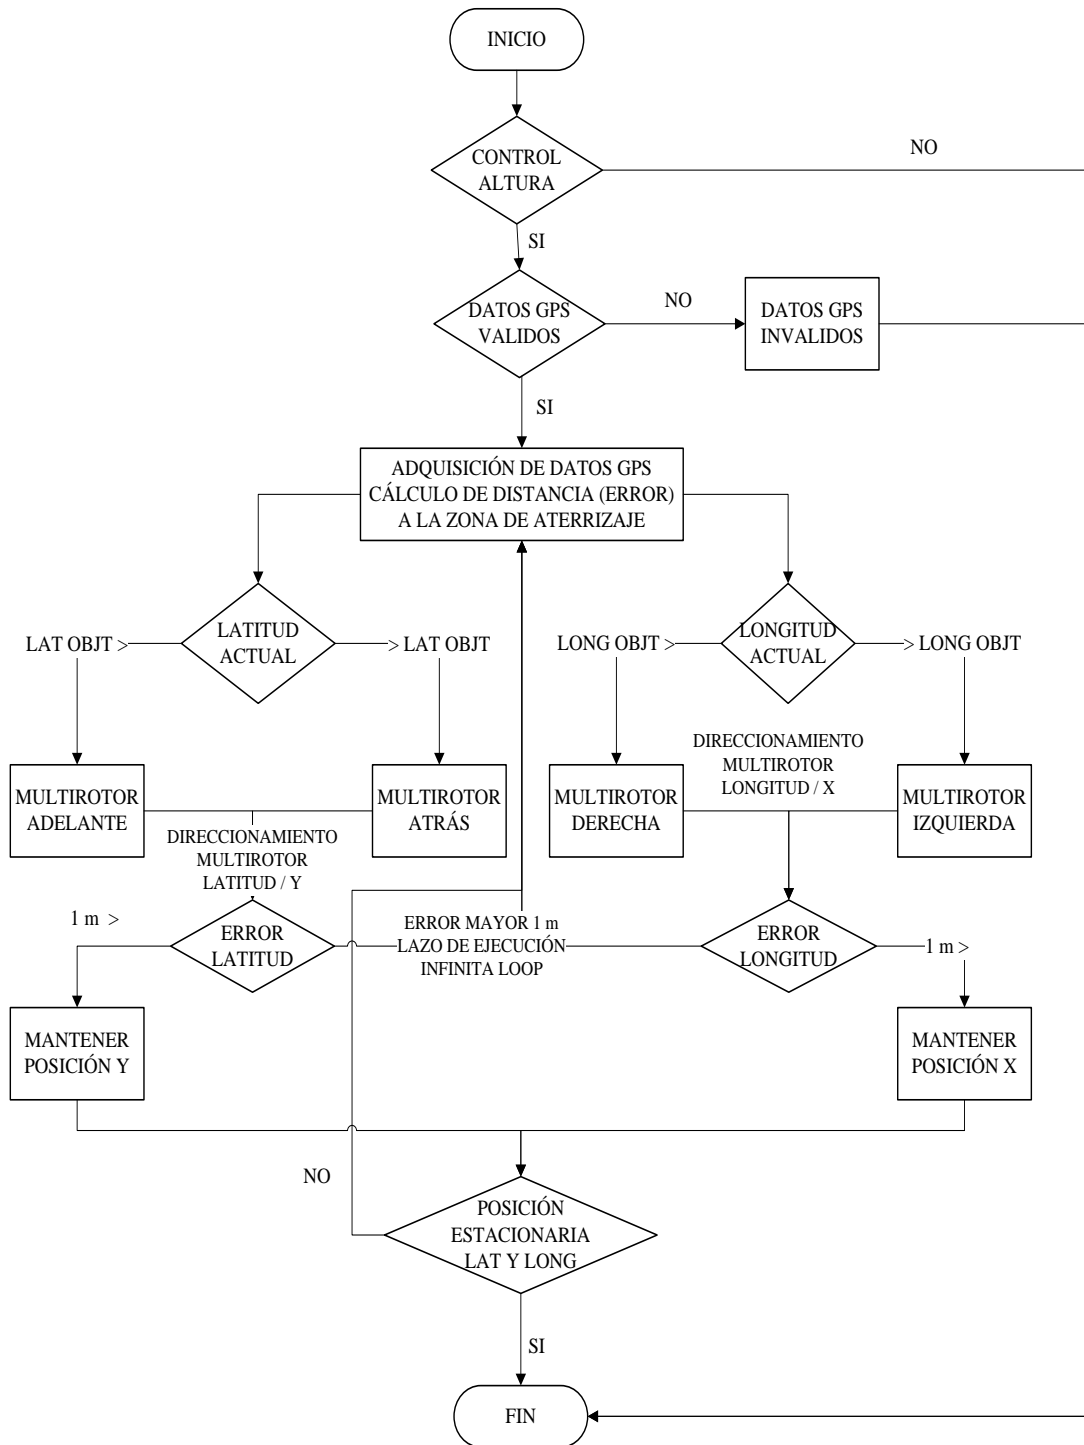 INICIO
CONTROL
ALTURA
NO
SI
DATOS GPS
VALIDOS
NO
DATOS GPS
INVALIDOS
SI
ADQUISICIÓN DE DATOS GPS
CÁLCULO DE DISTANCIA (ERROR)
A LA ZONA DE ATERRIZAJE
LAT OBJT >
LATITUD
ACTUAL
> LAT OBJT
LONG OBJT >
LONGITUD
ACTUAL
> LONG OBJT
MULTIROTOR
ADELANTE
MULTIROTOR
ATRÁS
MULTIROTOR
DERECHA
DIRECCIONAMIENTO
MULTIROTOR
LONGITUD / X
MULTIROTOR
IZQUIERDA
DIRECCIONAMIENTO
MULTIROTOR
LATITUD / Y
1 m >
ERROR
LATITUD
ERROR MAYOR 1 m
LAZO DE EJECUCIÓN
INFINITA LOOP
ERROR
LONGITUD
1 m >
MANTENER
POSICIÓN Y
MANTENER
POSICIÓN X
NO
POSICIÓN
ESTACIONARIA
LAT Y LONG
SI
FIN